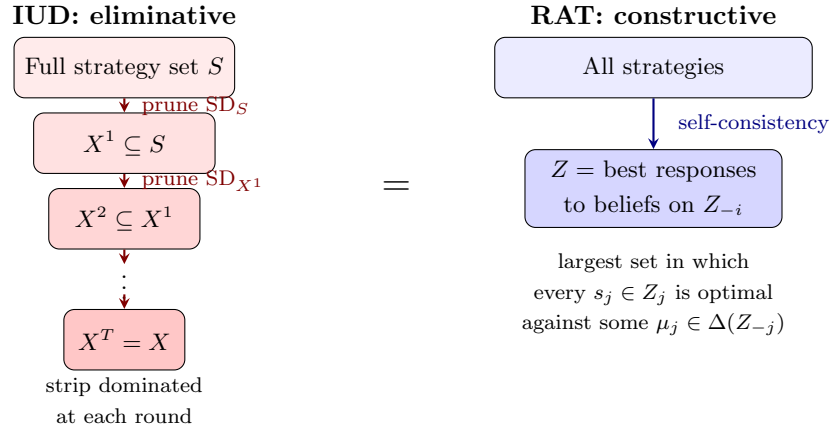 IUD: eliminative
Full strategy set S
prune SD_S
X^1 ⊆ S
prune SD_{X^1}
X^2 ⊆ X^1
⋮
X^T = X
strip dominated
at each round
=
RAT: constructive
All strategies
self-consistency
Z = best responses
to beliefs on Z_{−i}
largest set in which
every s_j ∈ Z_j is optimal
against some μ_j ∈ Δ(Z_{−j})